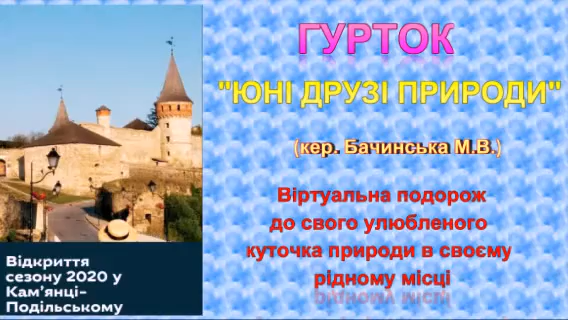 ГУРТОК
"ЮНІ ДРУЗІ ПРИРОДИ"
(кер. Бачинська М.В.)
Віртуальна подорож
до свого улюбленого
куточка природи в своєму
рідному місці
Відкриття
сезону 2020 у
Кам’янці-
Подільському